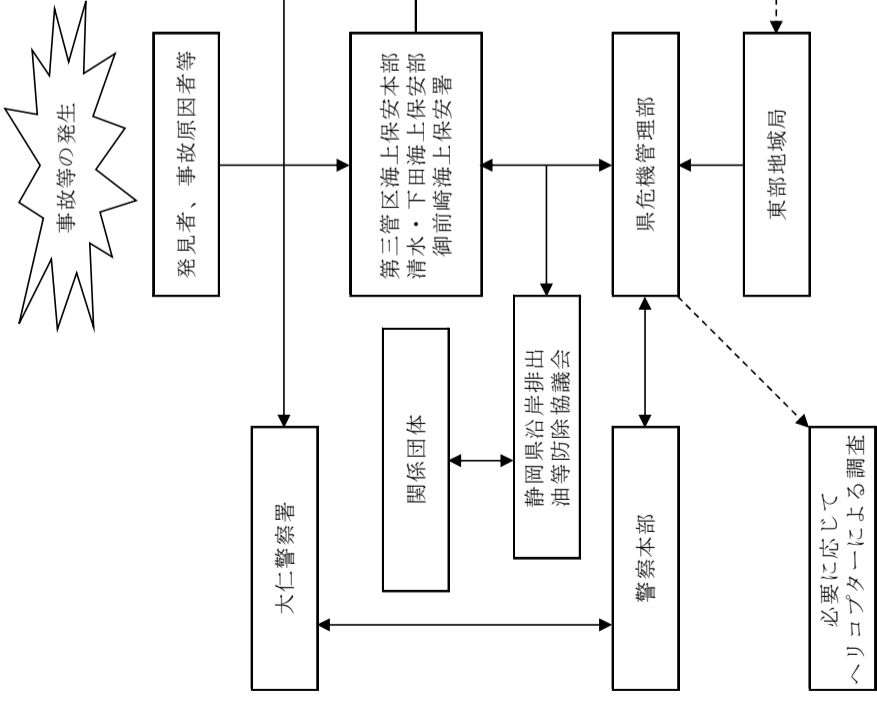 事故等の発生
発見者、事故原因者等
第三管区海上保安本部
清水・下田海上保安部
御前崎海上保安署
県危機管理部
東部地域局
静岡県沿岸排出
油等防除協議会
関係団体
大仁警察署
警察本部
必要に応じて
ヘリコプターによる調査